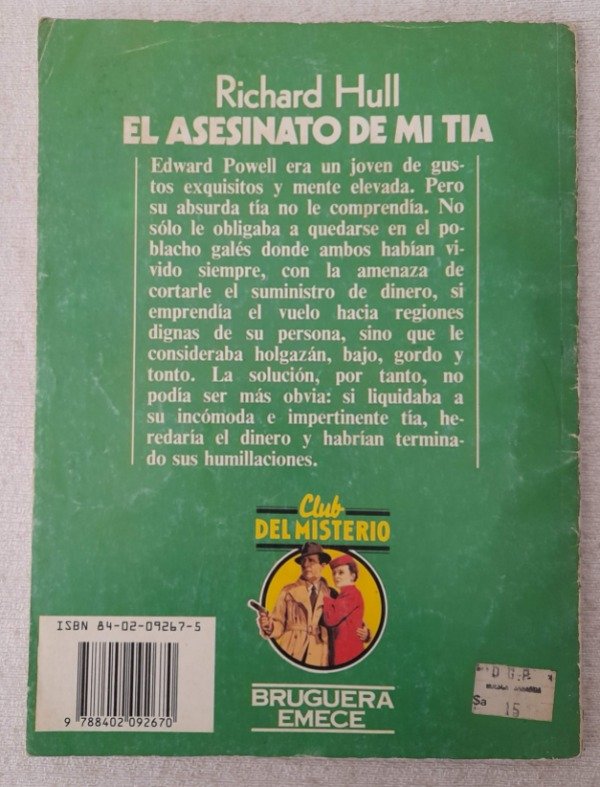 Richard Hull
EL ASESINATO DE MI TIA
Edward Powell era un joven de gus-
tos exquisitos y mente elevada. Pero
su absurda tía no le comprendía. No
sólo le obligaba a quedarse en el po-
blacho galés donde ambos habían vi-
vido siempre, con la amenaza de
cortarle el suministro de dinero, si
emprendía el vuelo hacia regiones
dignas de su persona, sino que le
consideraba holgazán, bajo, gordo y
tonto. La solución, por tanto, no
podía ser más obvia: si liquidaba a
su incómoda e impertinente tía, he-
redaría el dinero y habrían termina-
do sus humillaciones.
Club
DEL MISTERIO
BRUGUERA
EMECE
ISBN 84-02-09267-5
9 788402 092670
D G.P.
$a 15